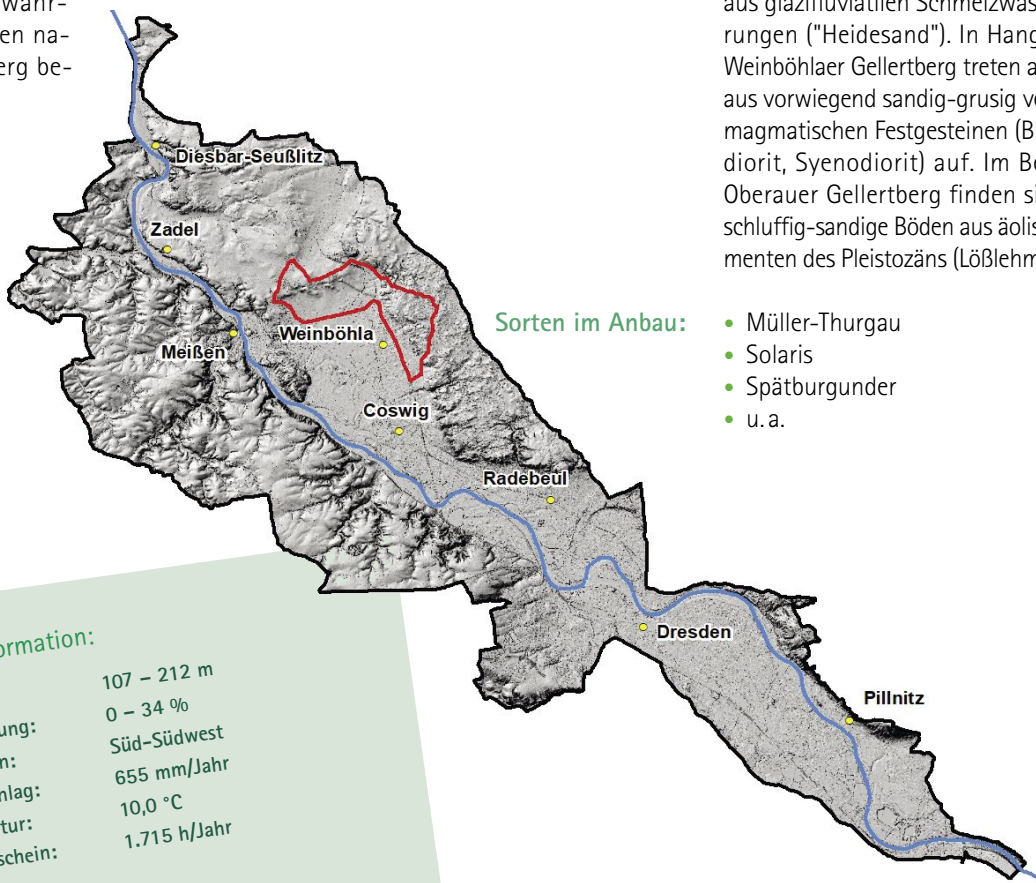 en na-
erg be-
aus glazifluviatilen Schmelzwas
rungen ("Heidesand"). In Hang
Weinböhlaer Gellertberg treten a
aus vorwiegend sandig-grusig ve
magmatischen Festgesteinen (B
diorit, Syenodiorit) auf. Im Bo
Oberauer Gellertberg finden si
schluffig-sandige Böden aus äolis
menten des Pleistozäns (Lößlehm
Sorten im Anbau:
• Müller-Thurgau
• Solaris
• Spätburgunder
• u. a.
Diesbar-Seußlitz
Zadel
Weinböhla
Meißen
Coswig
Radebeul
Dresden
Pillnitz
ormation:
107 – 212 m
ung: 0 – 34 %
n: Süd-Südwest
hlag: 655 mm/Jahr
tur: 10,0 °C
schein: 1.715 h/Jahr